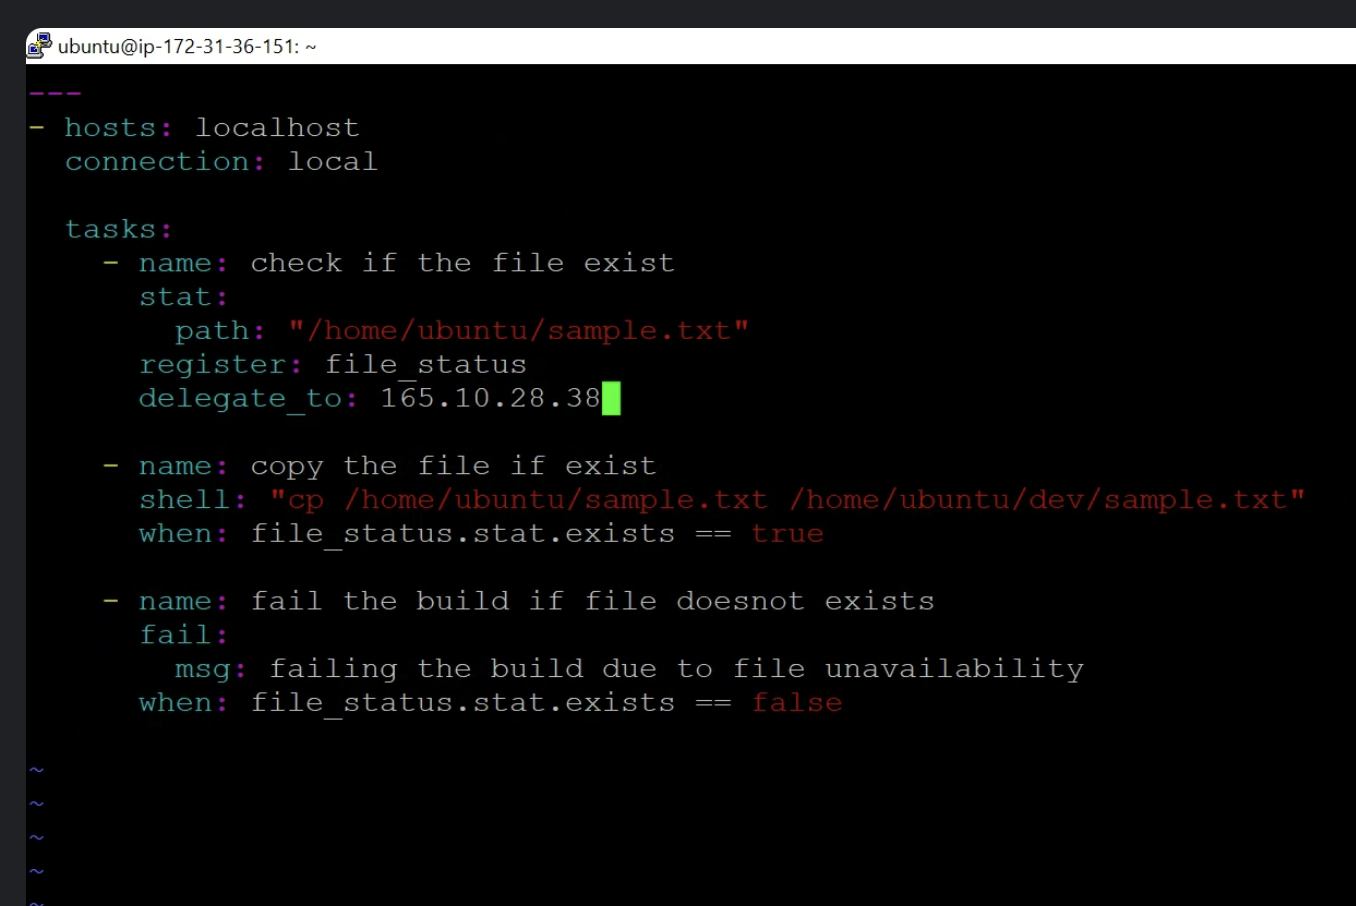 ubuntu@ip-172-31-36-151: ~
---
- hosts: localhost
  connection: local
  tasks:
    - name: check if the file exist
      stat:
        path: "/home/ubuntu/sample.txt"
      register: file_status
      delegate_to: 165.10.28.38
    - name: copy the file if exist
      shell: "cp /home/ubuntu/sample.txt /home/ubuntu/dev/sample.txt"
      when: file_status.stat.exists == true
    - name: fail the build if file doesnot exists
      fail:
        msg: failing the build due to file unavailability
      when: file_status.stat.exists == false
~
~
~
~
~